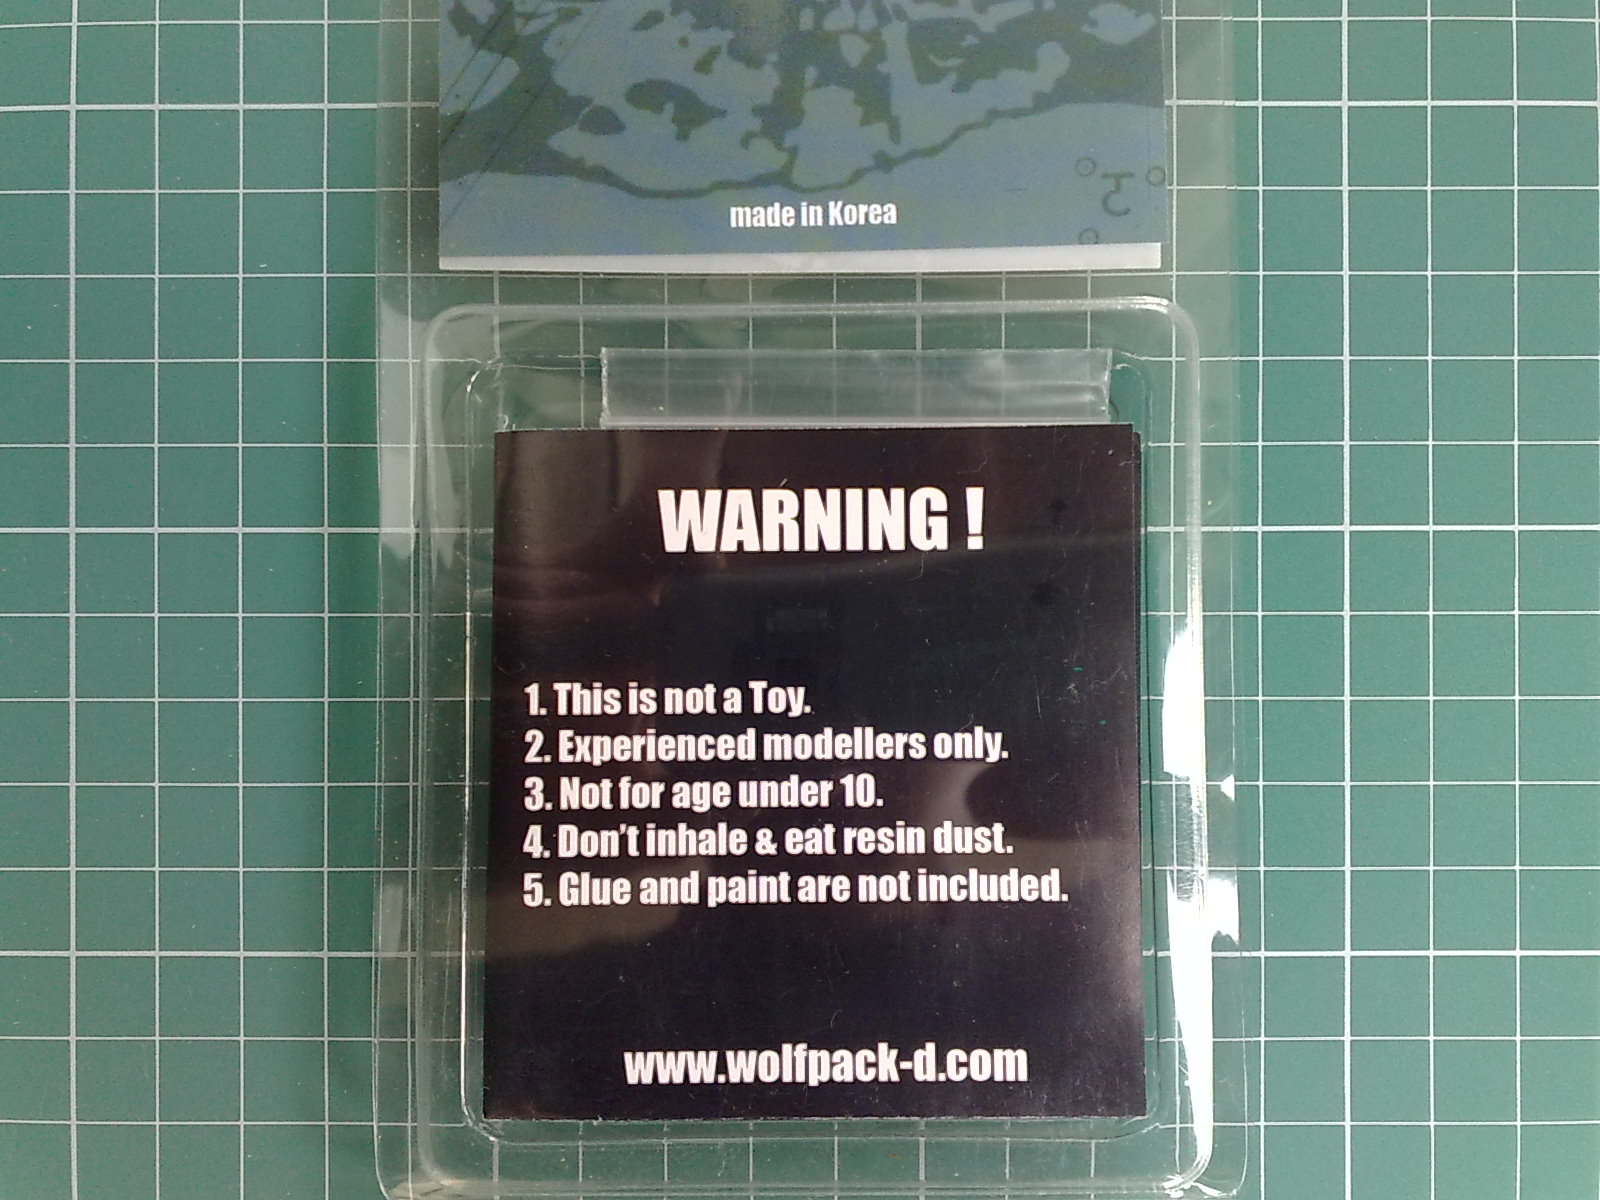 made in Korea
WARNING !
1. This is not a Toy.
2. Experienced modellers only.
3. Not for age under 10.
4. Don't inhale & eat resin dust.
5. Glue and paint are not included.
www.wolfpack-d.com